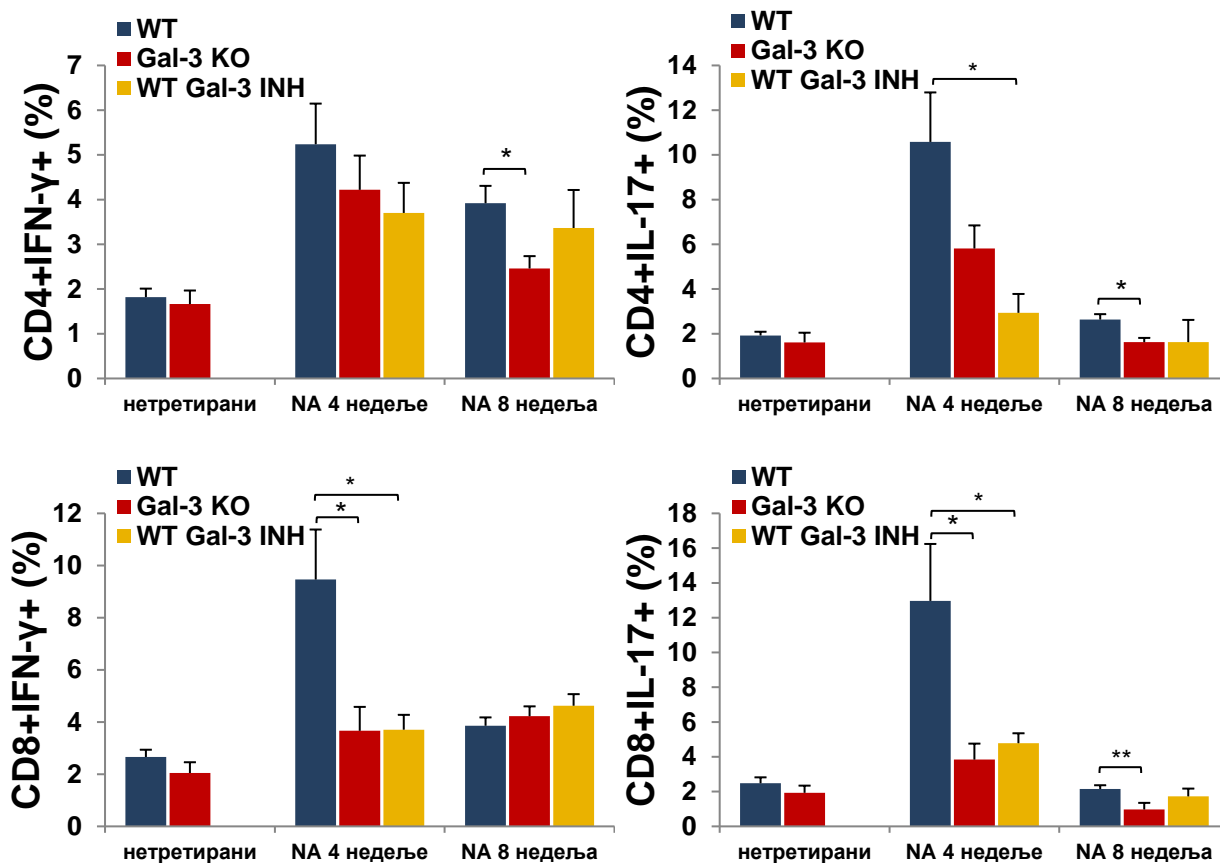 WT
Gal-3 KO
WT Gal-3 INH
CD4+IFN-γ+ (%)
7
6
5
4
3
2
1
0
*
нетретирани
NA 4 недеље
NA 8 недеља
WT
Gal-3 KO
WT Gal-3 INH
CD4+IL-17+ (%)
14
12
10
8
6
4
2
0
*
*
нетретирани
NA 4 недеље
NA 8 недеља
WT
Gal-3 KO
WT Gal-3 INH
CD8+IFN-γ+ (%)
12
10
8
6
4
2
0
*
*
нетретирани
NA 4 недеље
NA 8 недеља
WT
Gal-3 KO
WT Gal-3 INH
CD8+IL-17+ (%)
18
16
14
12
10
8
6
4
2
0
*
*
**
нетретирани
NA 4 недеље
NA 8 недеља